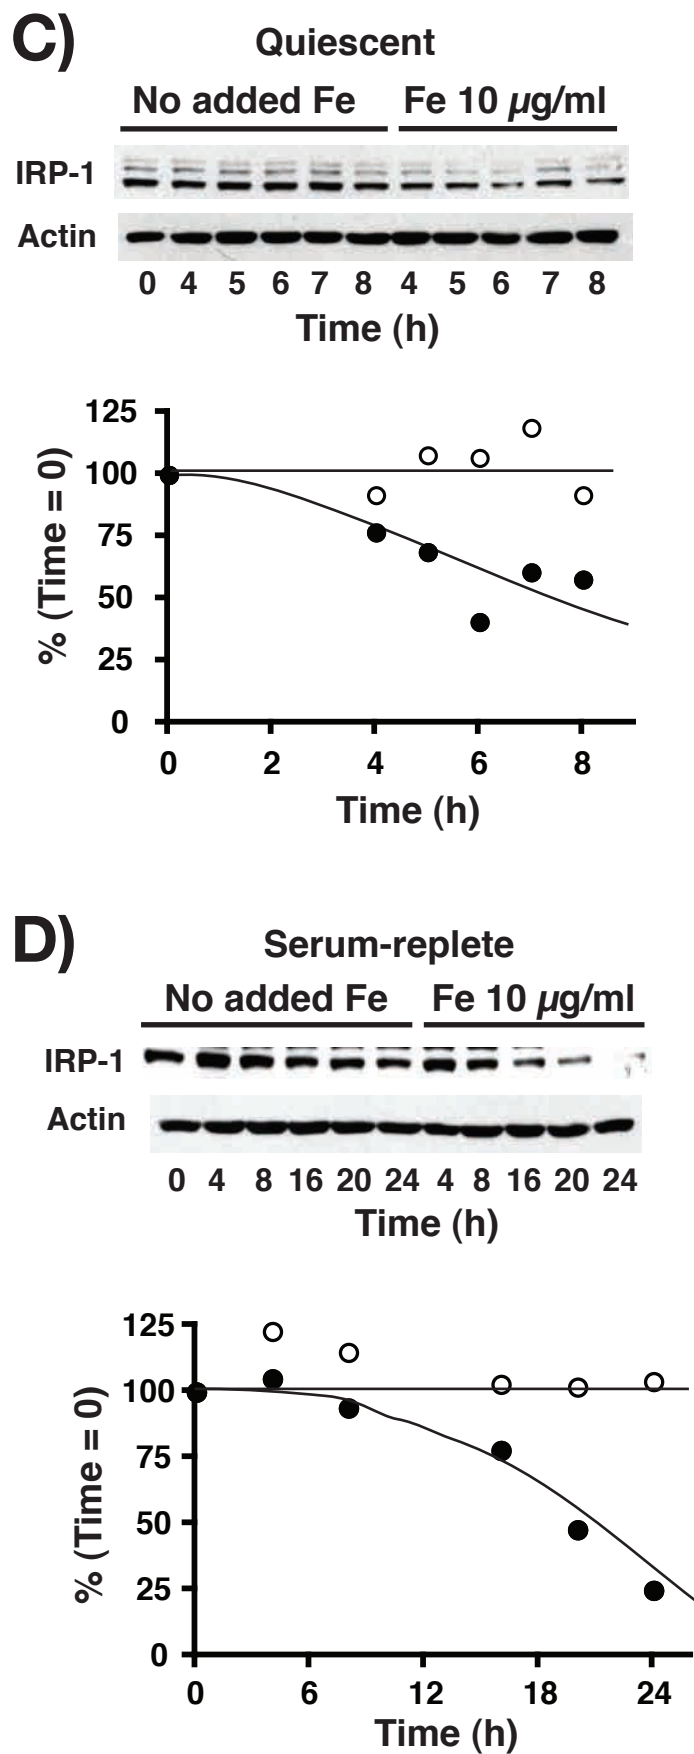 C)
Quiescent
No added Fe Fe 10 µg/ml
IRP-1
Actin
0 4 5 6 7 8 4 5 6 7 8
Time (h)
125
100
75
50
25
0
% (Time = 0)
0 2 4 6 8
Time (h)
D)
Serum-replete
No added Fe Fe 10 µg/ml
IRP-1
Actin
0 4 8 16 20 24 4 8 16 20 24
Time (h)
125
100
75
50
25
0
% (Time = 0)
0 6 12 18 24
Time (h)